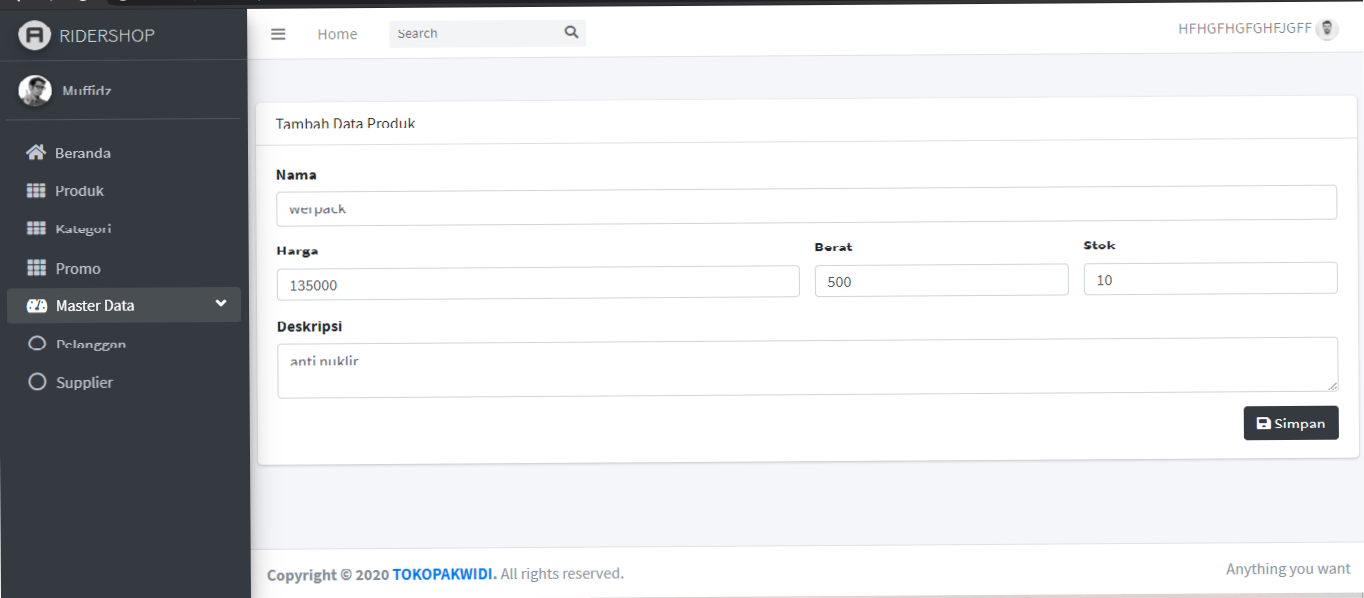 RIDERSHOP
Home
Search
HFHGFHGFGHFJGFF
Muffidz
Tambah Data Produk
Beranda
Produk
Kategori
Promo
Master Data
Pelanggan
Supplier
Nama
werpack
Harga
Berat
Stok
135000
500
10
Deskripsi
anti nuklir
Simpan
Copyright © 2020 TOKOPAKWIDI. All rights reserved.
Anything you want